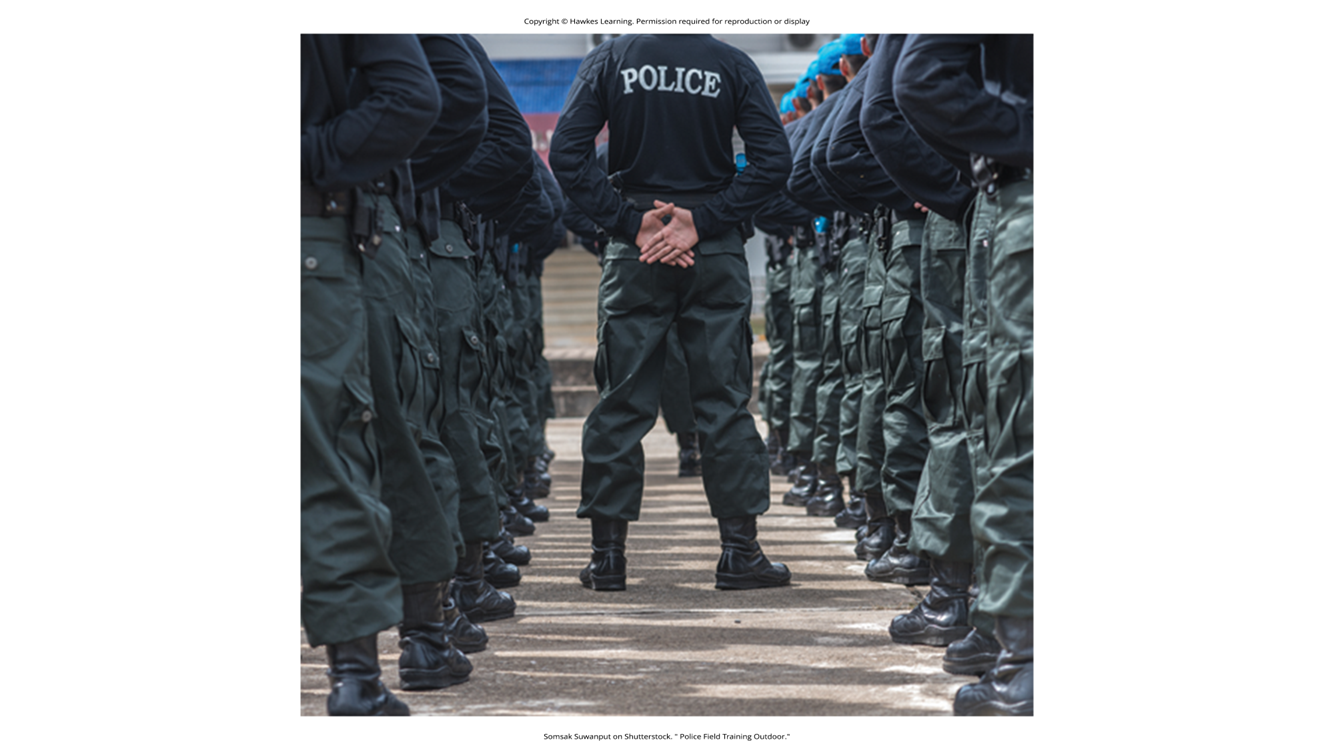 Copyright © Hawkes Learning. Permission required for reproduction or display
POLICE
Somsak Suwanput on Shutterstock. " Police Field Training Outdoor."